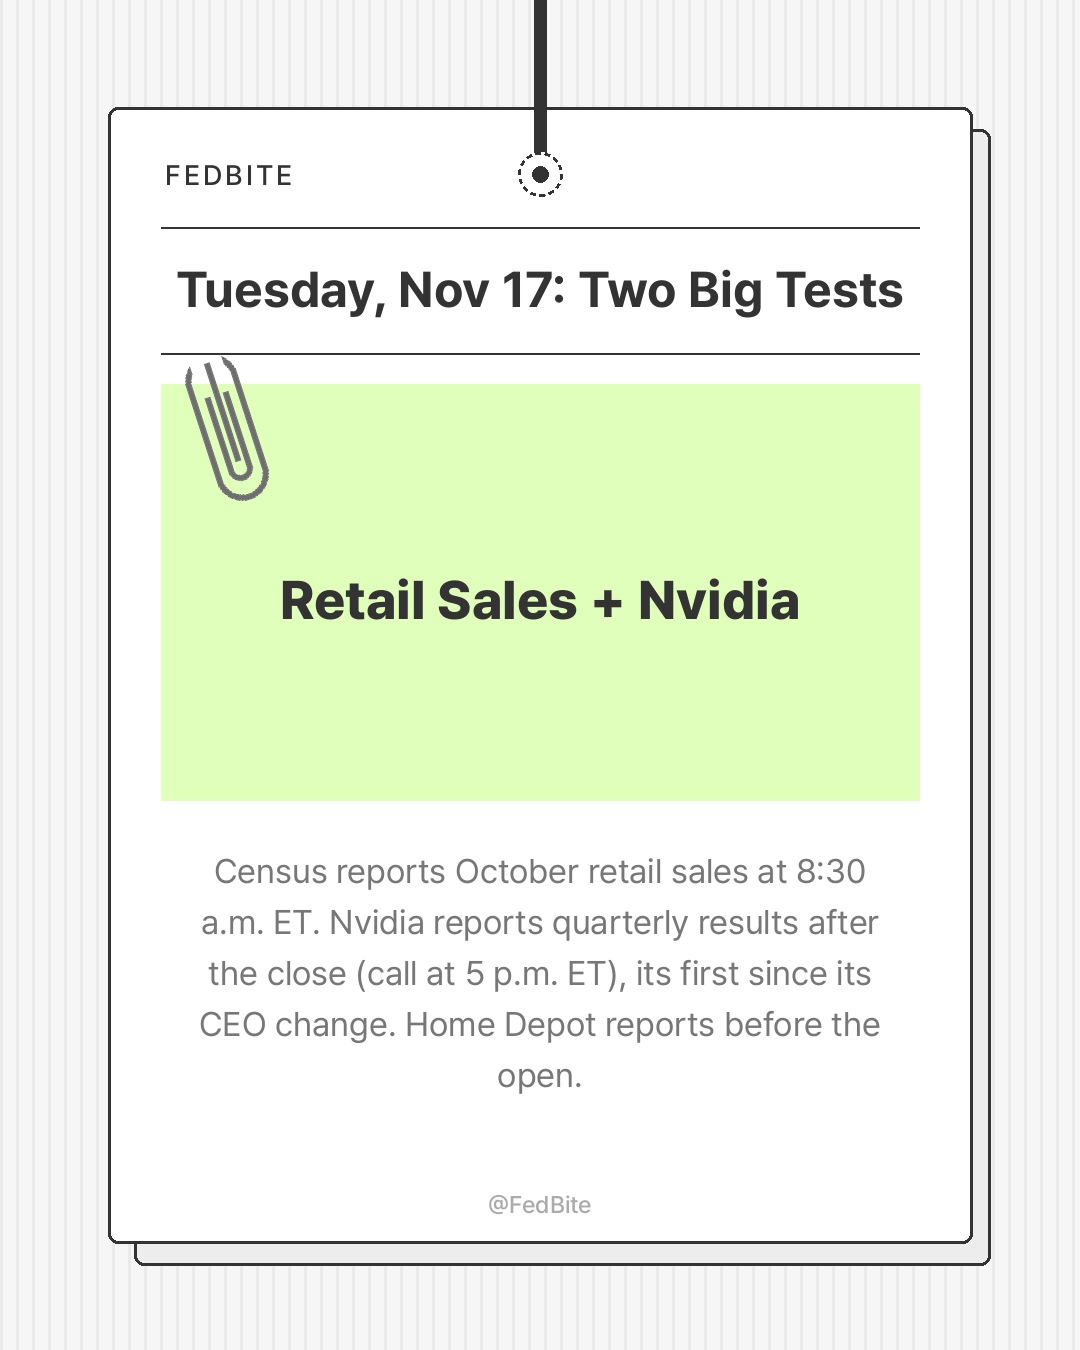 FEDBITE
Tuesday, Nov 17: Two Big Tests
Retail Sales + Nvidia
Census reports October retail sales at 8:30
a.m. ET. Nvidia reports quarterly results after
the close (call at 5 p.m. ET), its first since its
CEO change. Home Depot reports before the
open.
@FedBite